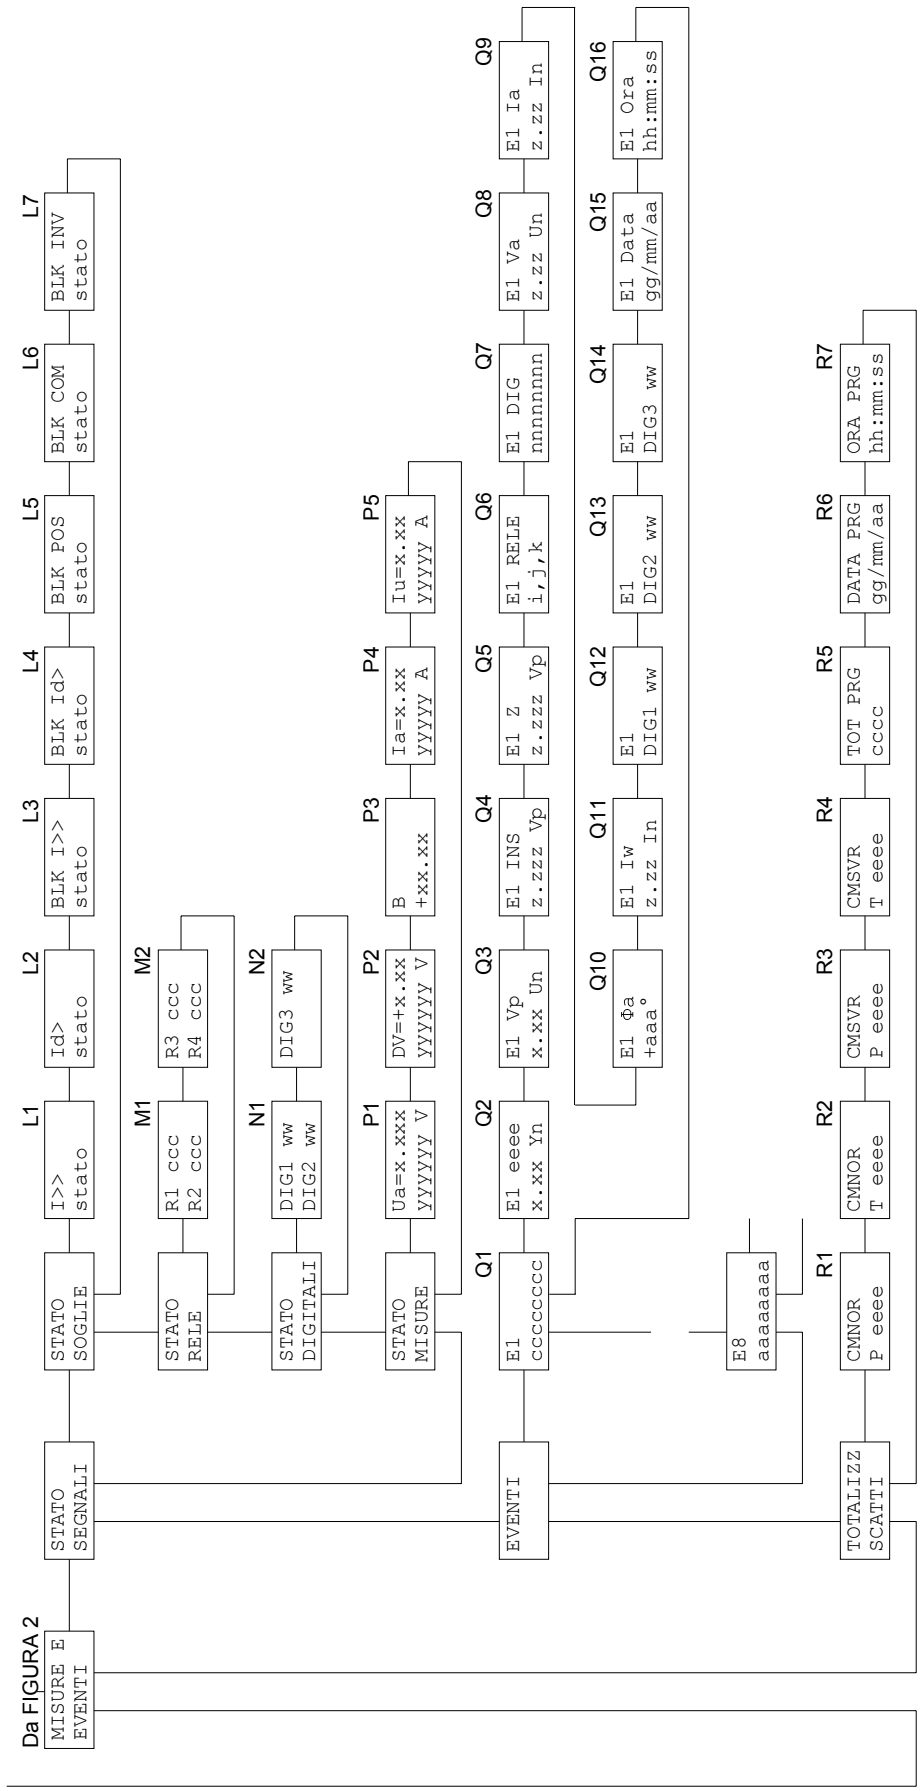 Da FIGURA 2
MISURE E
EVENTI
STATO
SEGNALI
STATO
SOGLIE
L1
I>>
stato
L2
Id>
stato
L3
BLK I>>
stato
L4
BLK Id>
stato
L5
BLK POS
stato
L6
BLK COM
stato
L7
BLK INV
stato
STATO
RELE
M1
R1 ccc
R2 ccc
M2
R3 ccc
R4 ccc
STATO
DIGITALI
N1
DIG1 ww
DIG2 ww
N2
DIG3 ww
STATO
MISURE
P1
Ua=x.xxx
yyyyyy V
P2
DV=+x.xx
yyyyyy V
P3
B
+xx.xx
P4
Ia=x.xx
yyyyy A
P5
Iu=x.xx
yyyyy A
EVENTI
Q1
E1
cccccccc
Q2
E1 eeee
x.xx Yn
Q3
E1 Vp
x.xx Un
Q4
E1 INS
z.zzz Vp
Q5
E1 Z
z.zzz Vp
Q6
E1 RELE
i,j,k
Q7
E1 DIG
nnnnnnnn
Q8
E1 Va
z.zz Un
Q9
E1 Ia
z.zz In
Q10
E1 Φa
+aaa°
Q11
E1 Iw
z.zz In
Q12
E1
DIG1 ww
Q13
E1
DIG2 ww
Q14
E1
DIG3 ww
Q15
E1 Data
gg/mm/aa
Q16
E1 Ora
hh:mm:ss
E8
aaaaaaaa
TOTALIZZ
SCATTI
R1
CMNOR
P eeee
R2
CMNOR
T eeee
R3
CMSVR
P eeee
R4
CMSVR
T eeee
R5
TOT PRG
cccc
R6
DATA PRG
gg/mm/aa
R7
ORA PRG
hh:mm:ss